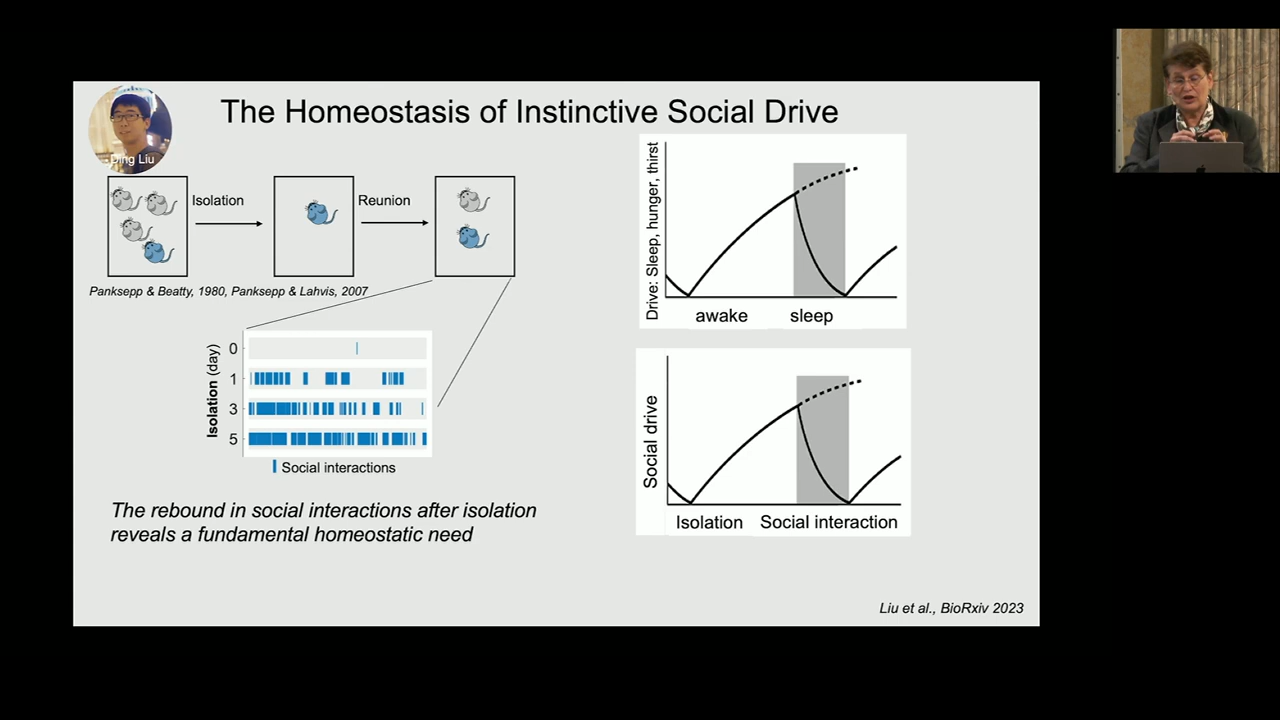 The Homeostasis of Instinctive Social Drive
Ding Liu
Isolation
Reunion
Panksepp & Beatty, 1980, Panksepp & Lahvis, 2007
Isolation (day)
0
1
3
5
Social interactions
The rebound in social interactions after isolation
reveals a fundamental homeostatic need
Drive: Sleep, hunger, thirst
awake
sleep
Social drive
Isolation
Social interaction
Liu et al., BioRxiv 2023